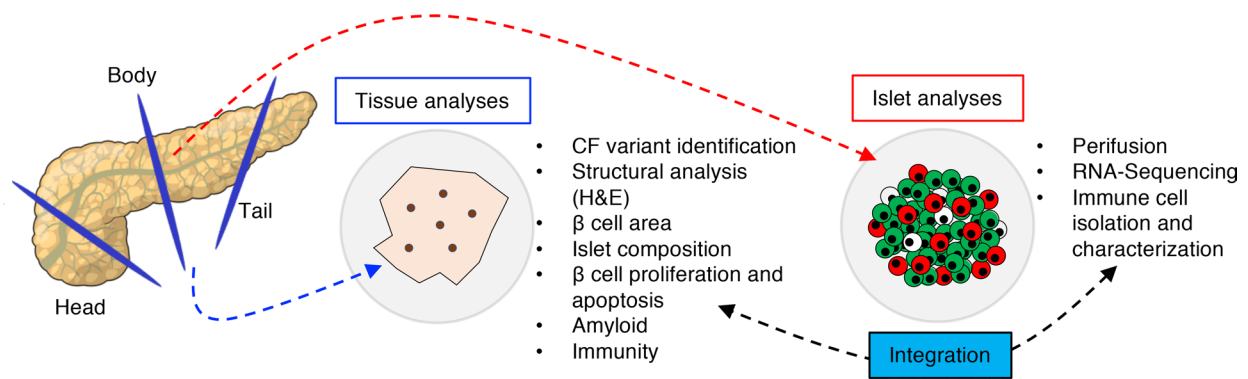 Body
Tail
Head
Tissue analyses
• CF variant identification
• Structural analysis
(H&E)
• β cell area
• Islet composition
• β cell proliferation and
apoptosis
• Amyloid
• Immunity
Islet analyses
• Perifusion
• RNA-Sequencing
• Immune cell
isolation and
characterization
Integration